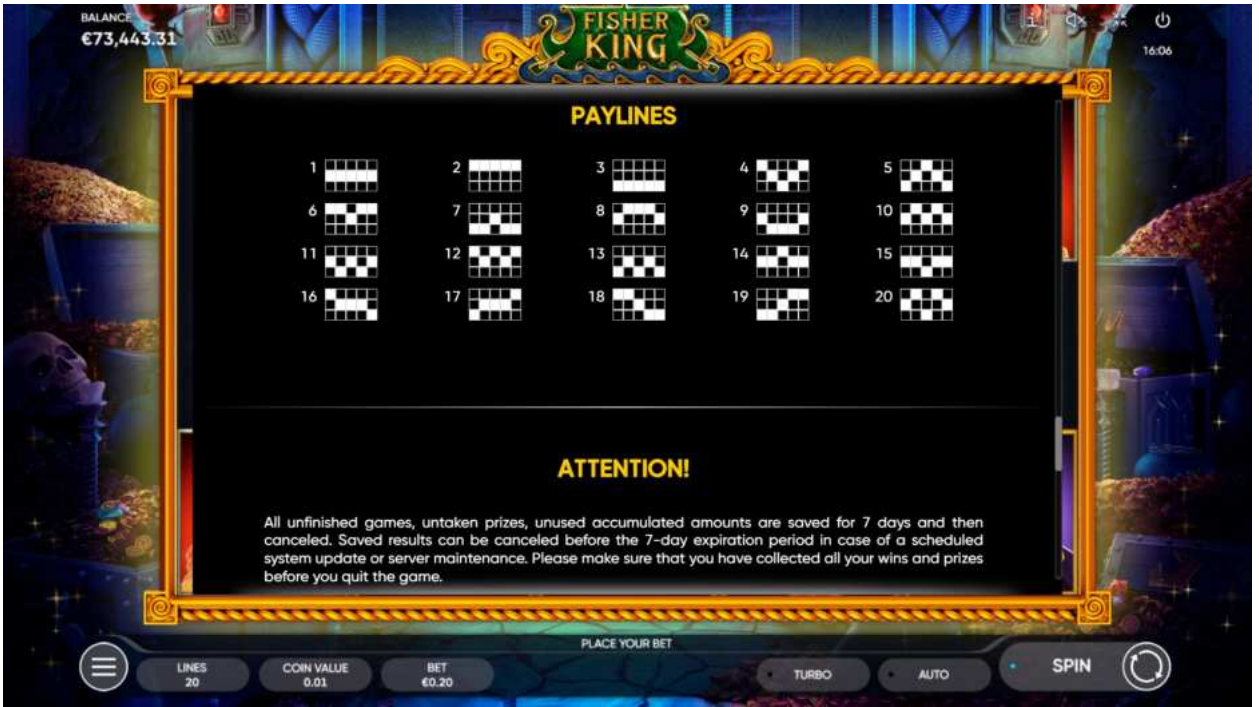 BALANCE
€73,443.31
FISHER
KING
16:06
PAYLINES
1 2 3 4 5
6 7 8 9 10
11 12 13 14 15
16 17 18 19 20
ATTENTION!
All unfinished games, untaken prizes, unused accumulated amounts are saved for 7 days and then
canceled. Saved results can be canceled before the 7-day expiration period in case of a scheduled
system update or server maintenance. Please make sure that you have collected all your wins and prizes
before you quit the game.
PLACE YOUR BET
LINES
20
COIN VALUE
0.01
BET
€0.20
TURBO
AUTO
SPIN